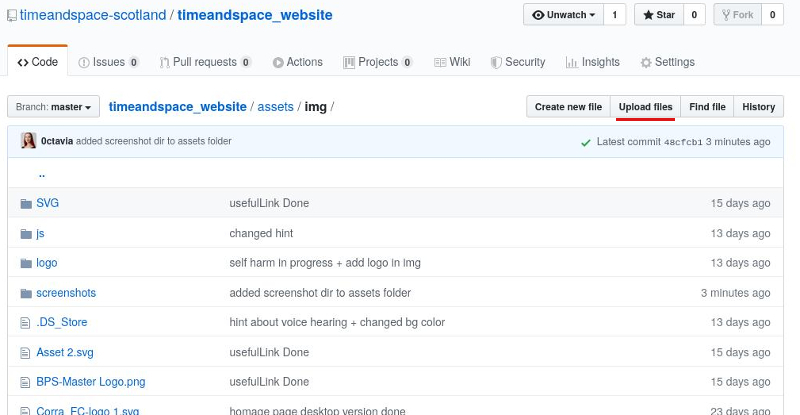 timeandspace-scotland / timeandspace_website
Unwatch 1 Star 0 Fork 0
Code Issues 0 Pull requests 0 Actions Projects 0 Wiki Security Insights Settings
Branch: master timeandspace_website / assets / img / Create new file Upload files Find file History
0ctavia added screenshot dir to assets folder Latest commit 48cfcb1 3 minutes ago
..
SVG usefulLink Done 15 days ago
js changed hint 13 days ago
logo self harm in progress + add logo in img 13 days ago
screenshots added screenshot dir to assets folder 3 minutes ago
.DS_Store hint about voice hearing + changed bg color 13 days ago
Asset 2.svg usefulLink Done 15 days ago
BPS-Master Logo.png usefulLink Done 15 days ago
Corra_FC-logo 1.svg homage page desktop version done 23 days ago